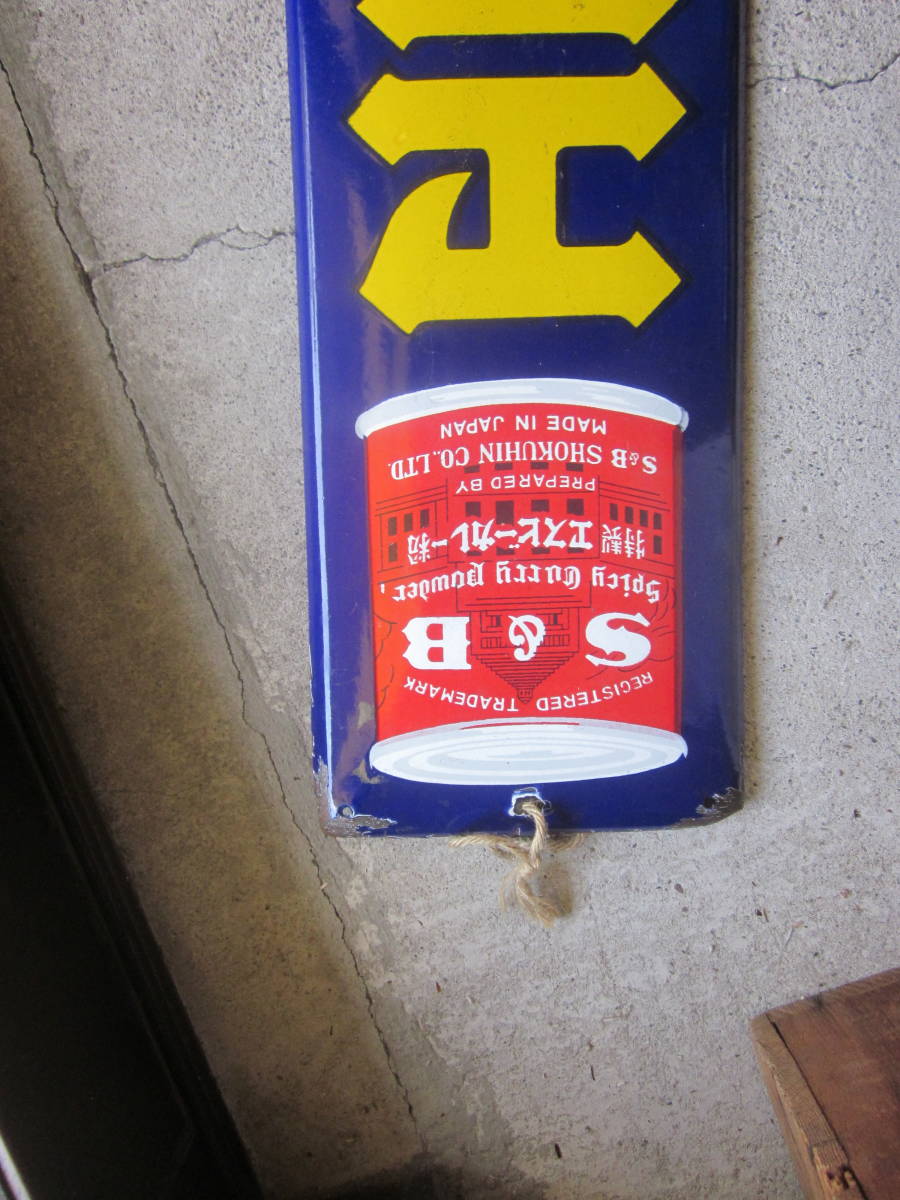 REGISTERED TRADEMARK
S & B
Spicy Curry Powder,
特製 エスビーカレー粉
PREPARED BY
S&B SHOKUHIN CO.,LTD.
MADE IN JAPAN
ヱ